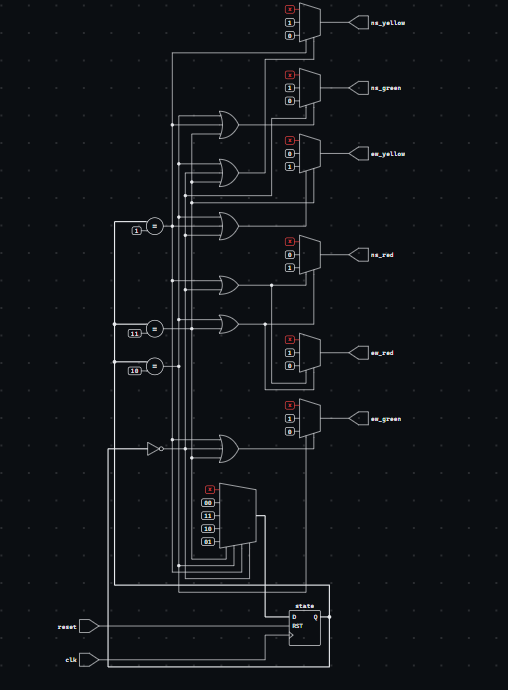 x
1 ns_yellow
0
x
1 ns_green
0
x
0 ew_yellow
1
1 =
x
0 ns_red
1
11 =
x
1 ew_red
0
10 =
x
1 ew_green
0
x
00
11
10
01
state
D Q
reset RST
clk